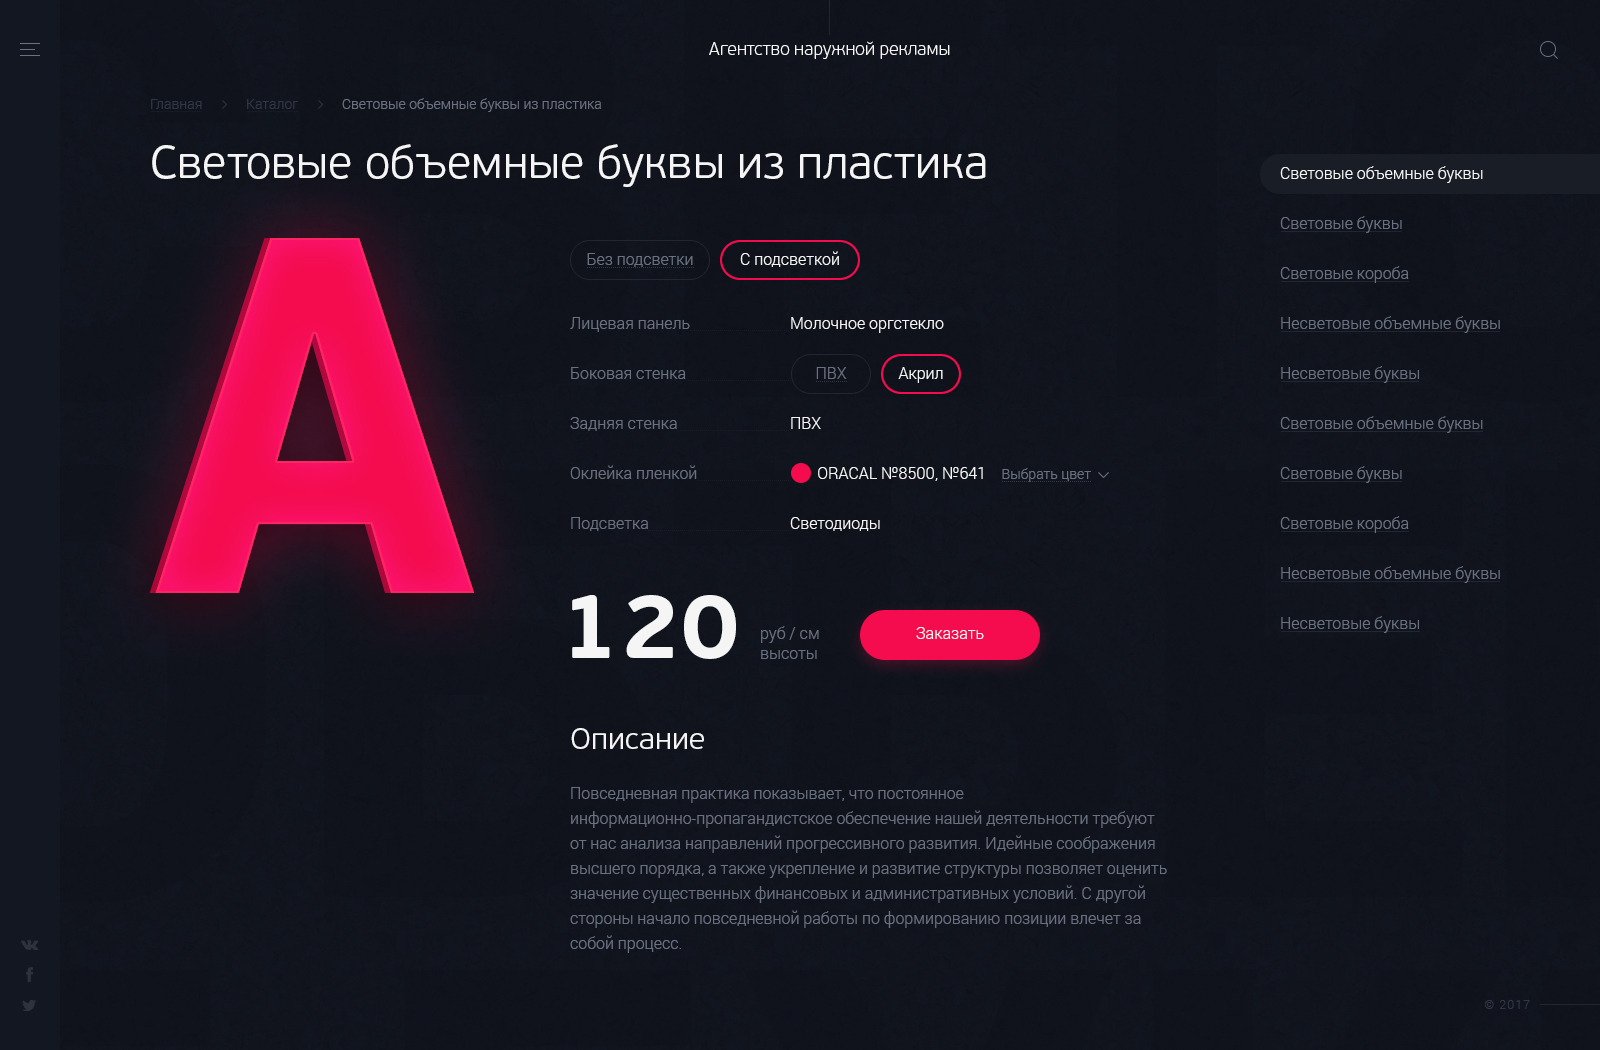 Агентство наружной рекламы
Главная > Каталог > Световые объемные буквы из пластика
Световые объемные буквы из пластика
А
Без подсветки
С подсветкой
Лицевая панель Молочное оргстекло
Боковая стенка ПВХ Акрил
Задняя стенка ПВХ
Оклейка пленкой ORACAL №8500, №641 Выбрать цвет
Подсветка Светодиоды
120
руб / см
высоты
Заказать
Описание
Повседневная практика показывает, что постоянное
информационно-пропагандистское обеспечение нашей деятельности требуют
от нас анализа направлений прогрессивного развития. Идейные соображения
высшего порядка, а также укрепление и развитие структуры позволяет оценить
значение существенных финансовых и административных условий. С другой
стороны начало повседневной работы по формированию позиции влечет за
собой процесс.
Световые объемные буквы
Световые буквы
Световые короба
Несветовые объемные буквы
Несветовые буквы
Световые объемные буквы
Световые буквы
Световые короба
Несветовые объемные буквы
Несветовые буквы
© 2017